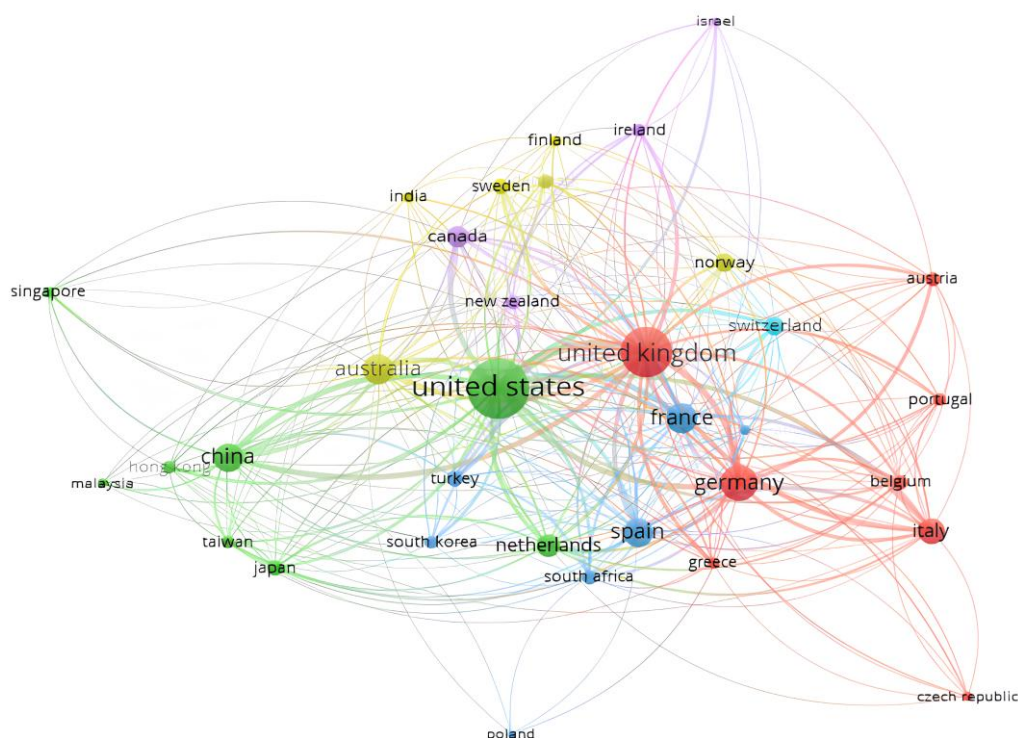 israel
ireland
finland
sweden
india
canada
norway
austria
singapore
new zealand
switzerland
united kingdom
australia
united states
portugal
france
china
hong kong
malaysia
turkey
germany
belgium
italy
taiwan
south korea
netherlands
spain
japan
south africa
greece
czech republic
poland